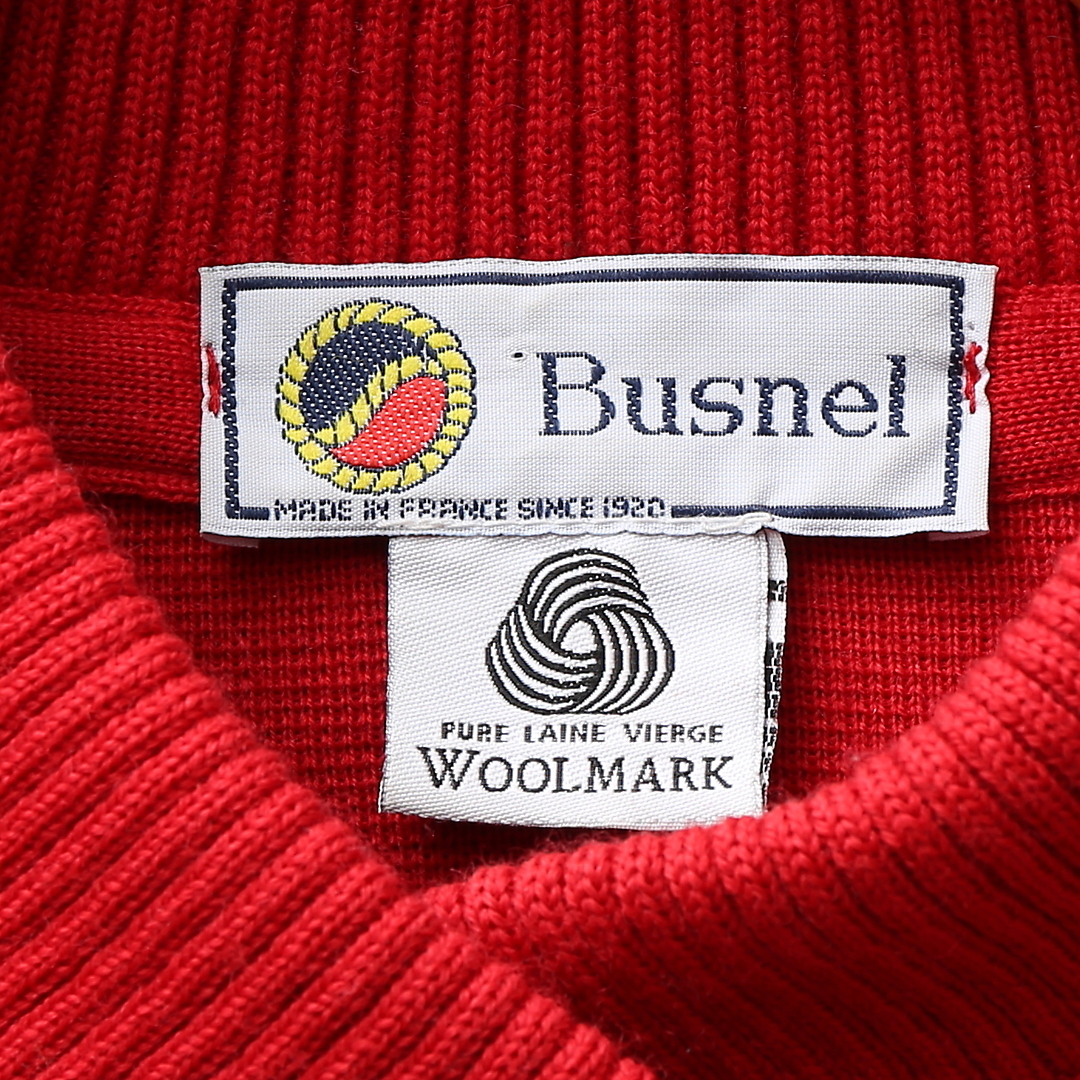 Busnel
MADE IN FRANCE SINCE 1920
PURE LAINE VIERGE
WOOLMARK